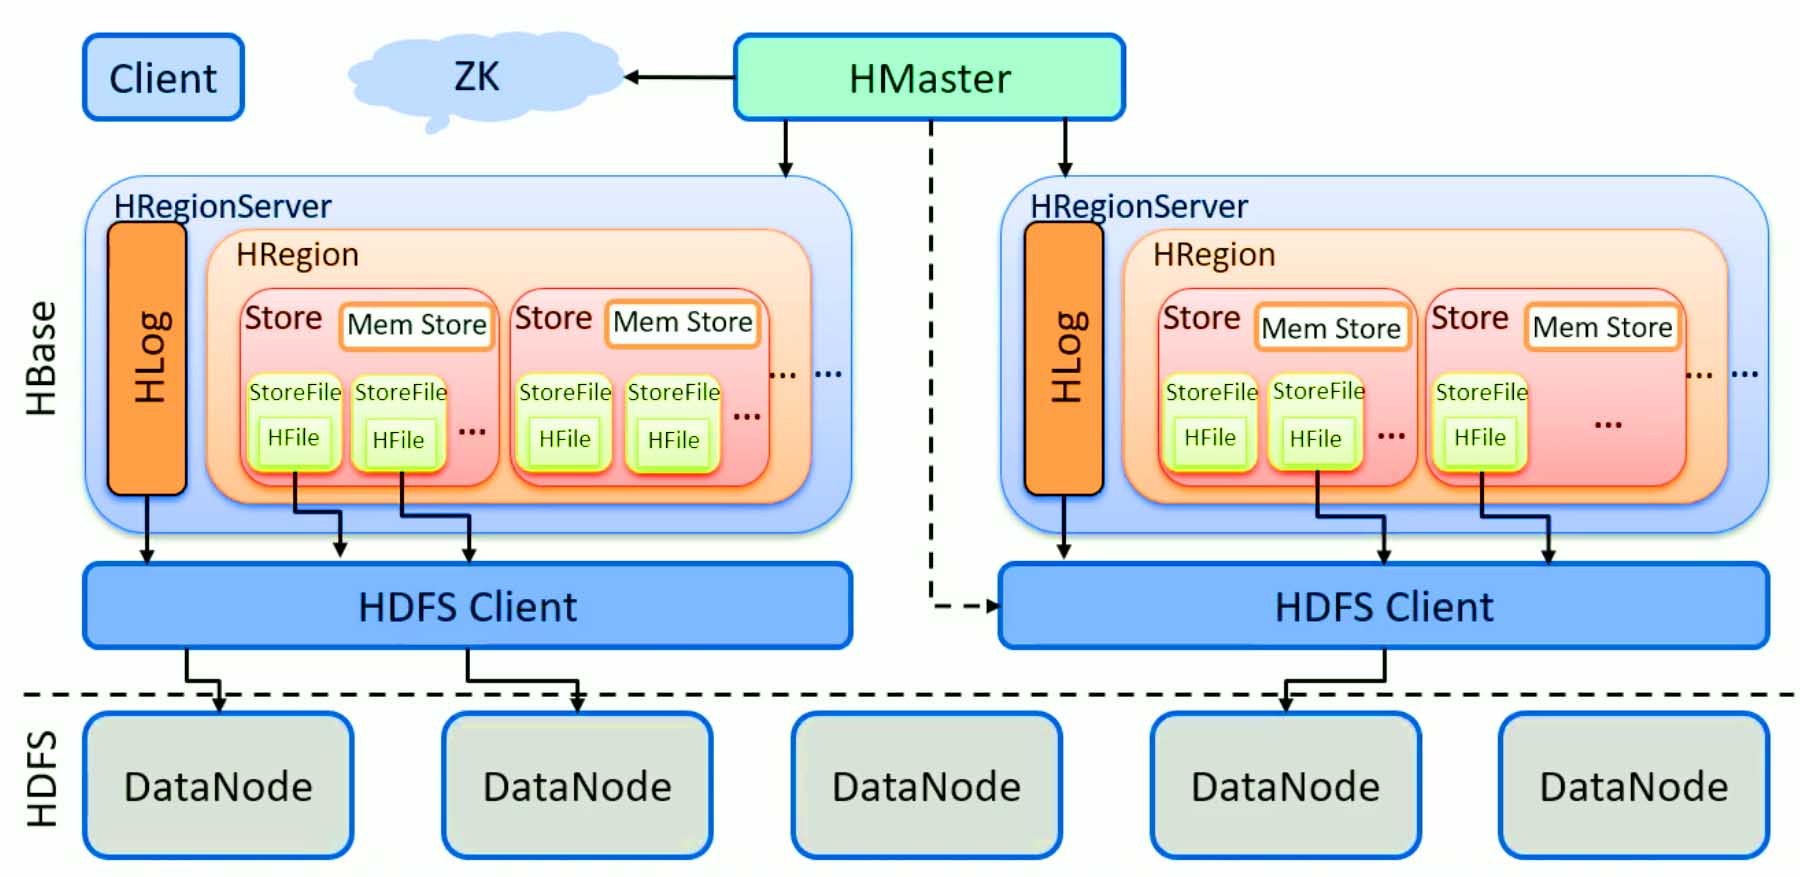 Client
ZK
HMaster
HBase
HRegionServer
HLog
HRegion
Store
Mem Store
StoreFile
HFile
StoreFile
HFile
...
Store
Mem Store
StoreFile
HFile
StoreFile
HFile
...
...
...
HRegionServer
HLog
HRegion
Store
Mem Store
StoreFile
HFile
StoreFile
HFile
...
Store
Mem Store
StoreFile
HFile
...
...
...
HDFS Client
HDFS Client
HDFS
DataNode
DataNode
DataNode
DataNode
DataNode